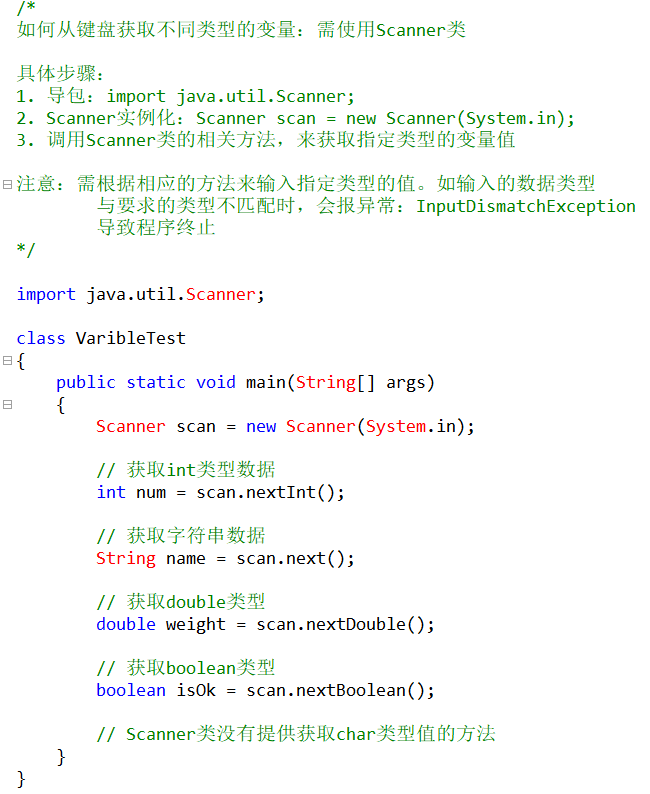 /*
如何从键盘获取不同类型的变量：需使用Scanner类
具体步骤：
1. 导包：import java.util.Scanner;
2. Scanner实例化：Scanner scan = new Scanner(System.in);
3. 调用Scanner类的相关方法，来获取指定类型的变量值
注意：需根据相应的方法来输入指定类型的值。如输入的数据类型
与要求的类型不匹配时，会报异常：InputDismatchException
导致程序终止
*/
import java.util.Scanner;
class VaribleTest
{
public static void main(String[] args)
{
Scanner scan = new Scanner(System.in);
// 获取int类型数据
int num = scan.nextInt();
// 获取字符串数据
String name = scan.next();
// 获取double类型
double weight = scan.nextDouble();
// 获取boolean类型
boolean isOk = scan.nextBoolean();
// Scanner类没有提供获取char类型值的方法
}
}